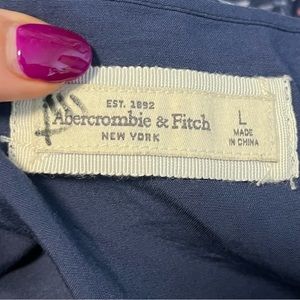 EST. 1892
Abercrombie & Fitch
NEW YORK
L
MADE
IN CHINA